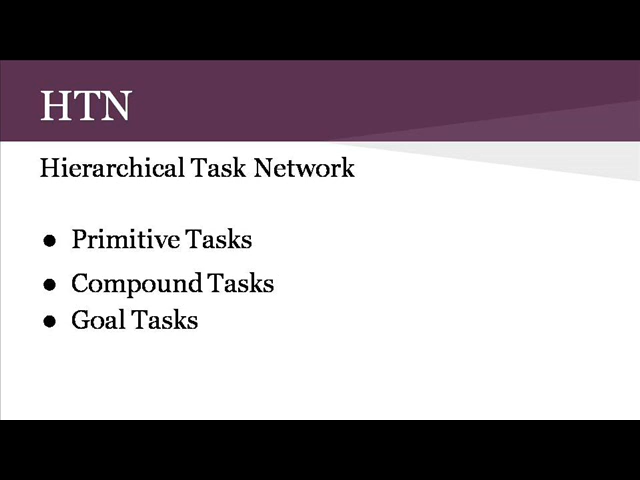 HTN
Hierarchical Task Network
● Primitive Tasks
● Compound Tasks
● Goal Tasks